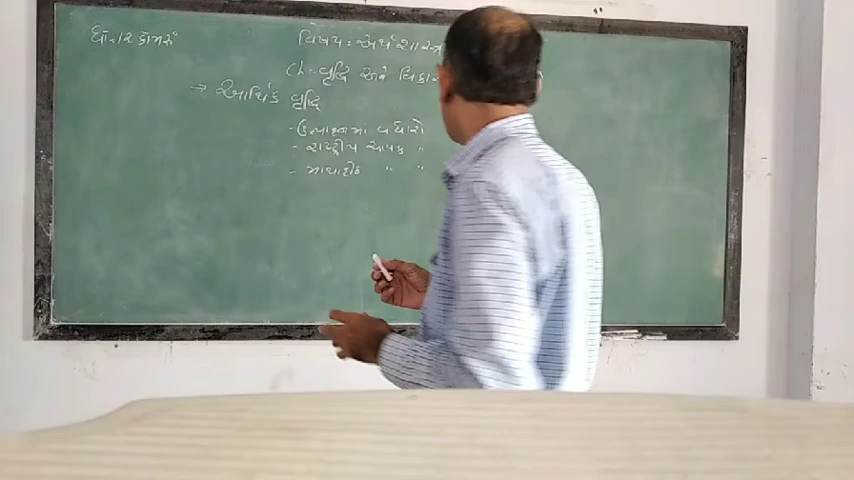 ધો ૧૨ કોમર્સ
વિષય : અર્થશાસ્ત્ર
Ch - વૃદ્ધિ અને વિકાસ
→ આર્થિક વૃદ્ધિ
- ઉત્પાદનમાં વધારો
- રાષ્ટ્રીય આવક "
- માથાદીઠ " "